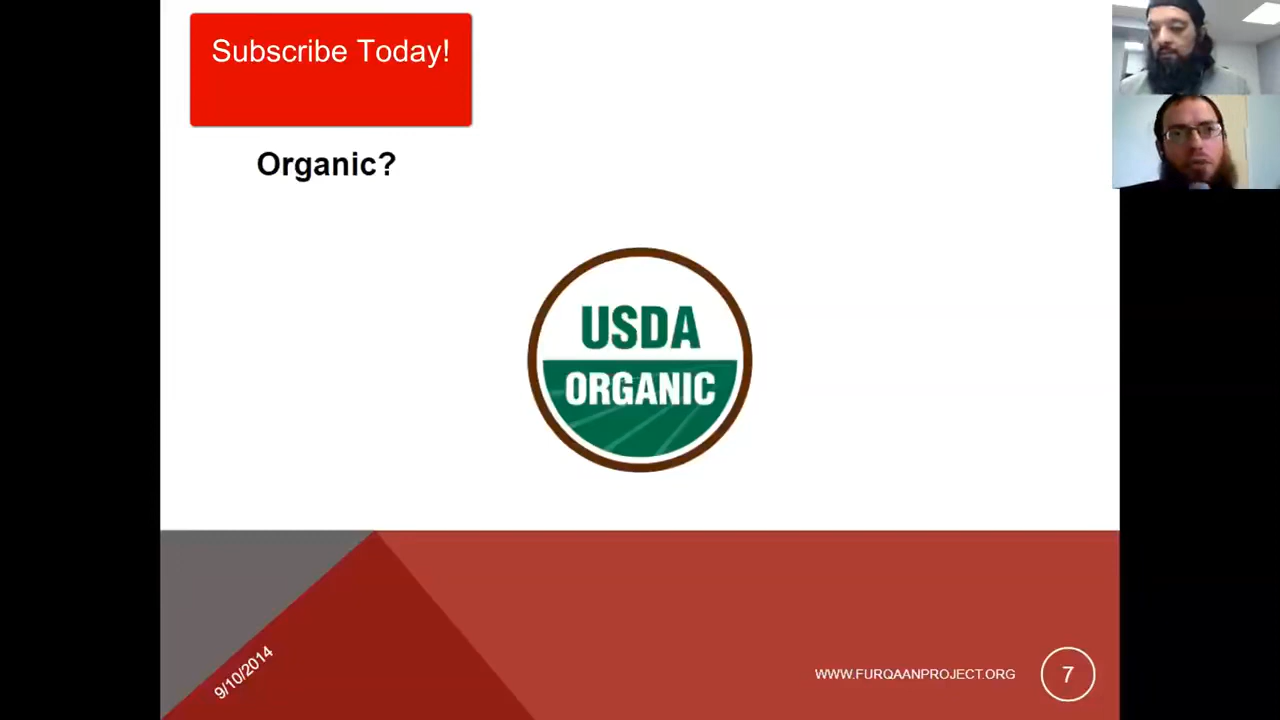 Subscribe Today!
Organic?
USDA
ORGANIC
9/10/2014
WWW.FURQAANPROJECT.ORG
7